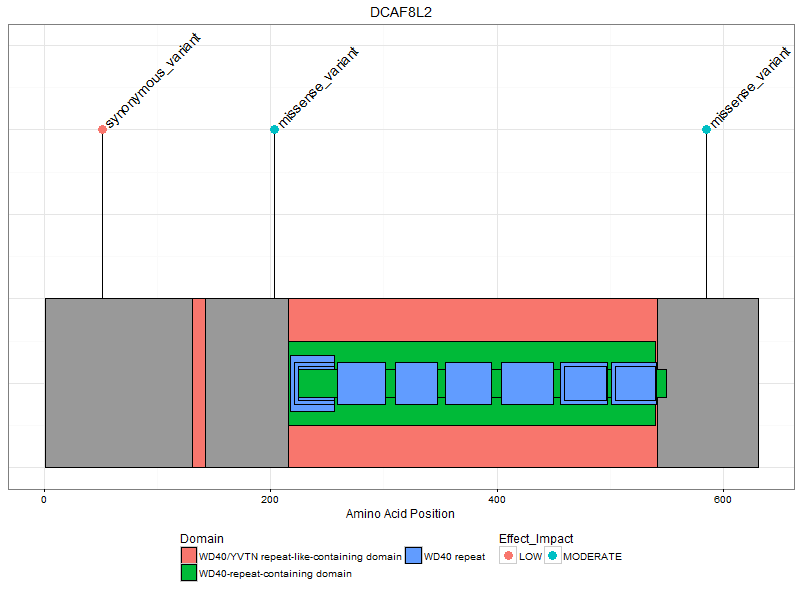 DCAF8L2
synonymous_variant
missense_variant
missense_variant
0 200 400 600
Amino Acid Position
Domain
WD40/YVTN repeat-like-containing domain
WD40 repeat
WD40-repeat-containing domain
Effect_Impact
LOW
MODERATE